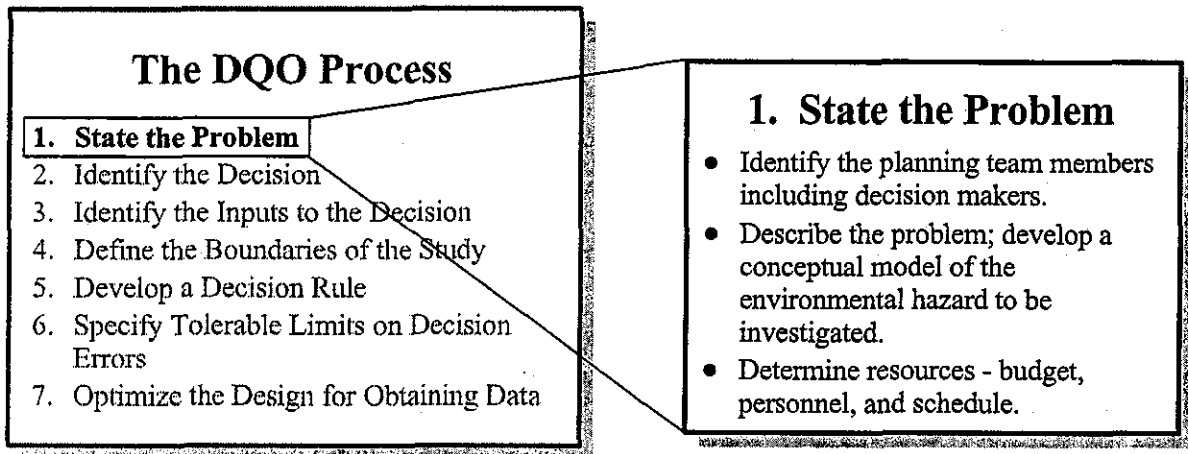 The DQO Process
1. State the Problem
2. Identify the Decision
3. Identify the Inputs to the Decision
4. Define the Boundaries of the Study
5. Develop a Decision Rule
6. Specify Tolerable Limits on Decision
Errors
7. Optimize the Design for Obtaining Data
1. State the Problem
• Identify the planning team members
including decision makers.
• Describe the problem; develop a
conceptual model of the
environmental hazard to be
investigated.
• Determine resources - budget,
personnel, and schedule.